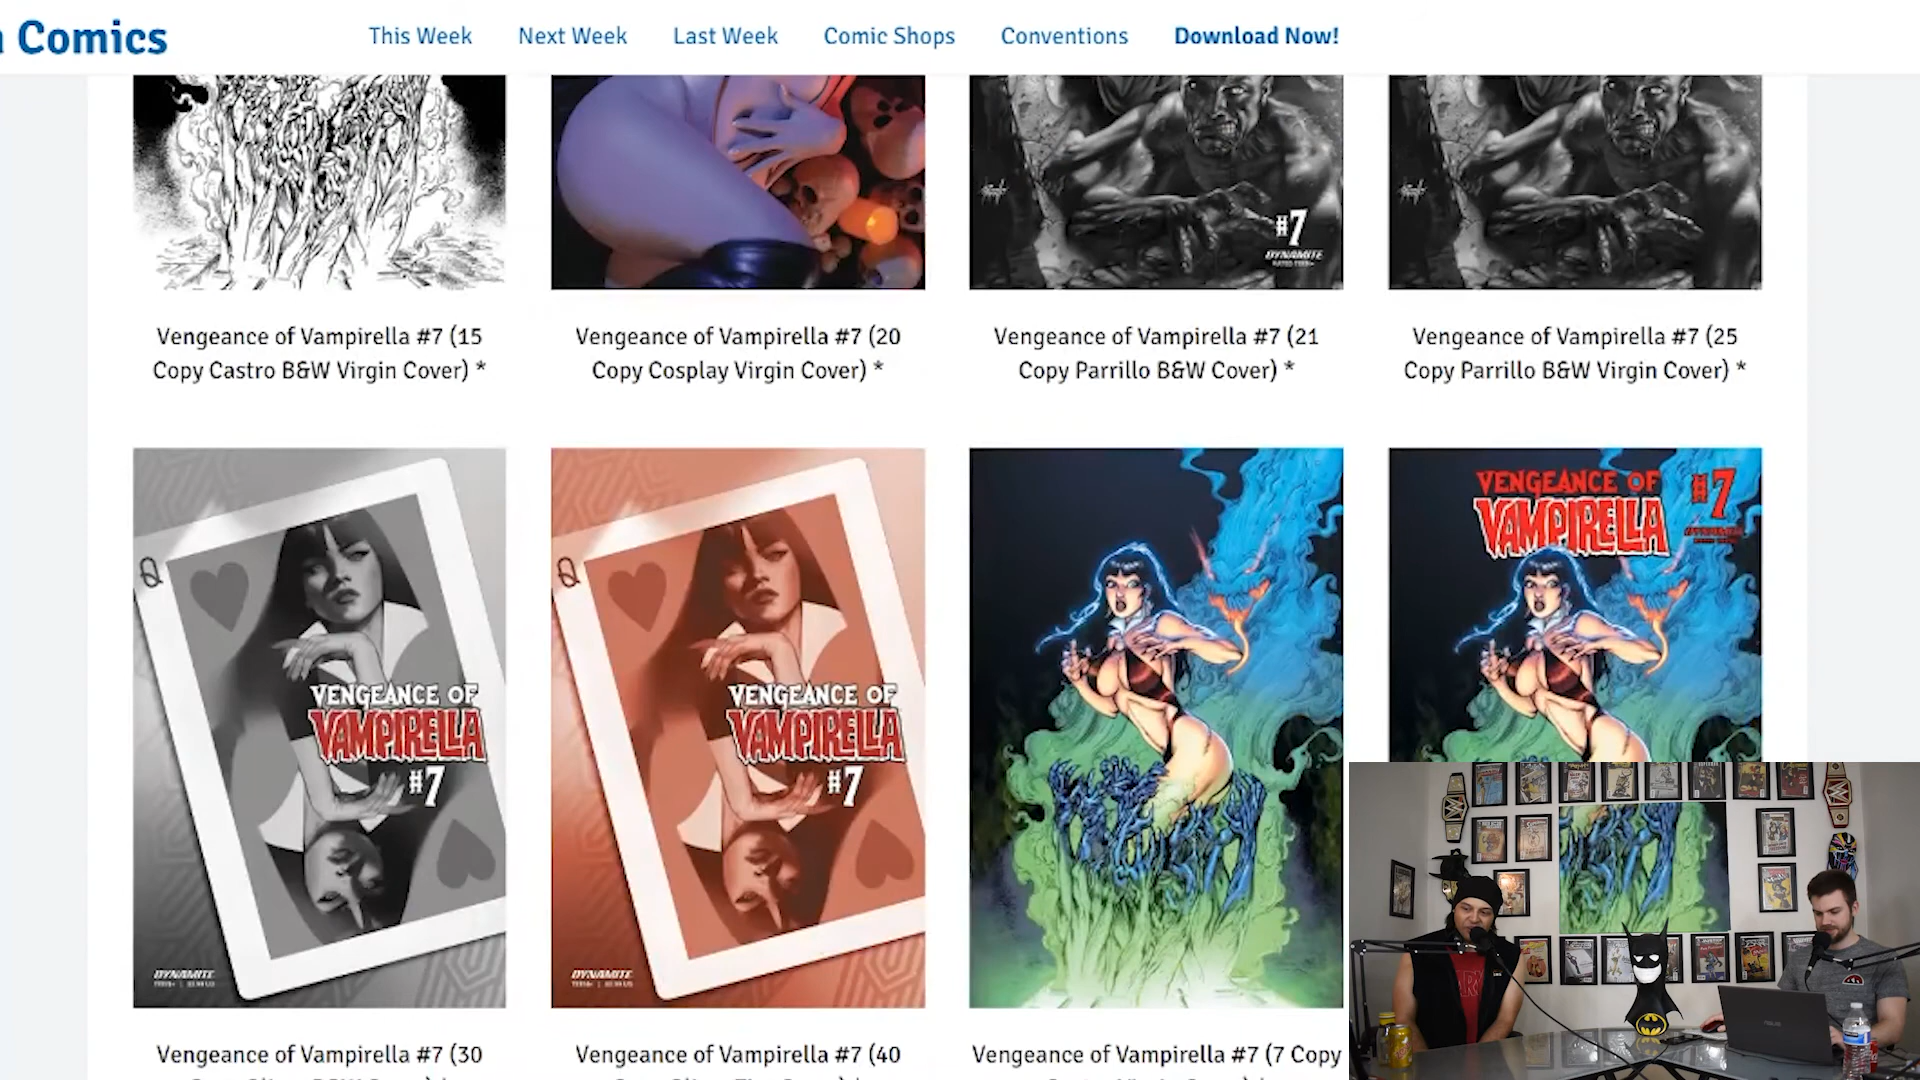 Comics
This Week
Next Week
Last Week
Comic Shops
Conventions
Download Now!
#7
DYNAMITE
Vengeance of Vampirella #7 (15
Copy Castro B&W Virgin Cover) *
Vengeance of Vampirella #7 (20
Copy Cosplay Virgin Cover) *
Vengeance of Vampirella #7 (21
Copy Parrillo B&W Cover) *
Vengeance of Vampirella #7 (25
Copy Parrillo B&W Virgin Cover) *
Q
VENGEANCE OF
VAMPIRELLA
#7
DYNAMITE
Q
VENGEANCE OF
VAMPIRELLA
#7
DYNAMITE
VENGEANCE OF
VAMPIRELLA
#7
Vengeance of Vampirella #7 (30
Vengeance of Vampirella #7 (40
Vengeance of Vampirella #7 (7 Copy